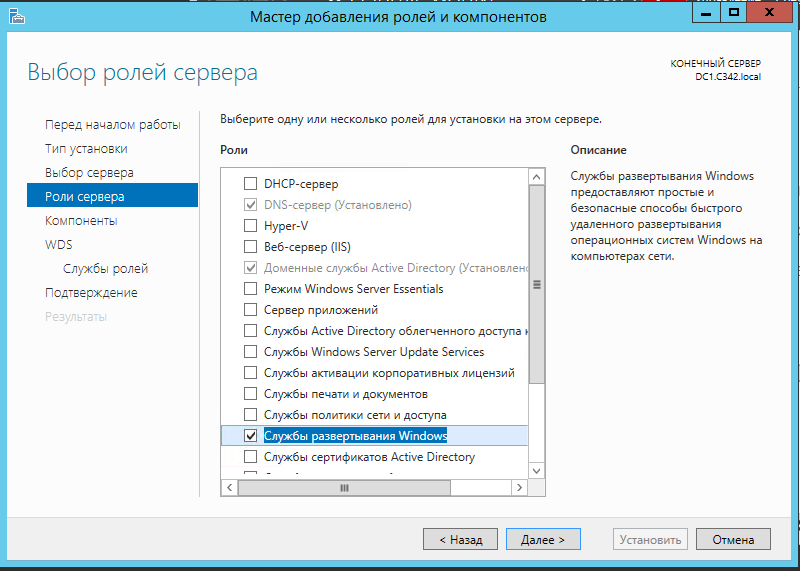 Мастер добавления ролей и компонентов
Выбор ролей сервера
КОНЕЧНЫЙ СЕРВЕР
DC1.C342.local
Перед началом работы
Тип установки
Выбор сервера
Роли сервера
Компоненты
WDS
Службы ролей
Подтверждение
Результаты
Выберите одну или несколько ролей для установки на этом сервере.
Роли
DHCP-сервер
DNS-сервер (Установлено)
Hyper-V
Веб-сервер (IIS)
Доменные службы Active Directory (Установлено
Режим Windows Server Essentials
Сервер приложений
Службы Active Directory облегченного доступа к
Службы Windows Server Update Services
Службы активации корпоративных лицензий
Службы печати и документов
Службы политики сети и доступа
Службы развертывания Windows
Службы сертификатов Active Directory
Описание
Службы развертывания Windows
предоставляют простые и
безопасные способы быстрого
удаленного развертывания
операционных систем Windows на
компьютерах сети.
< Назад
Далее >
Установить
Отмена